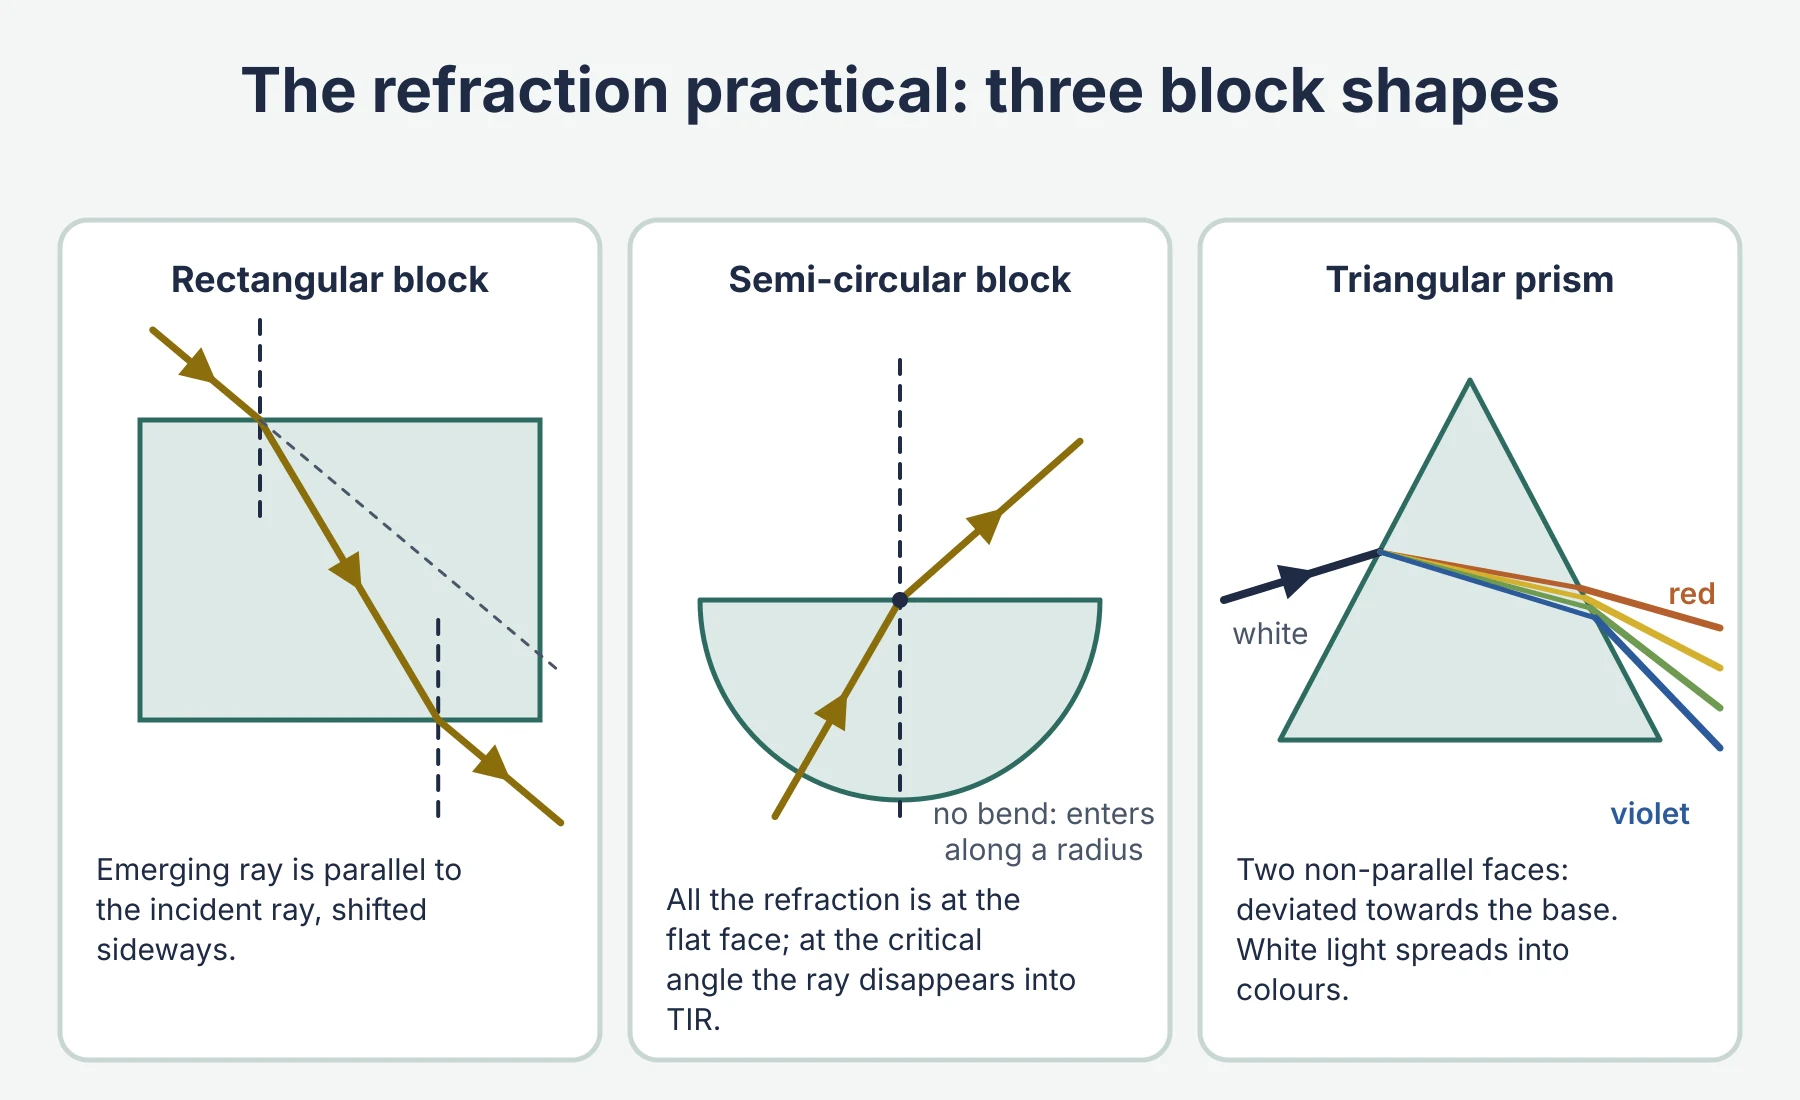 The refraction practical: three block shapes
Rectangular block
Emerging ray is parallel to
the incident ray, shifted
sideways.
Semi-circular block
no bend: enters
along a radius
All the refraction is at the
flat face; at the critical
angle the ray disappears into
TIR.
Triangular prism
white
red
violet
Two non-parallel faces:
deviated towards the base.
White light spreads into
colours.